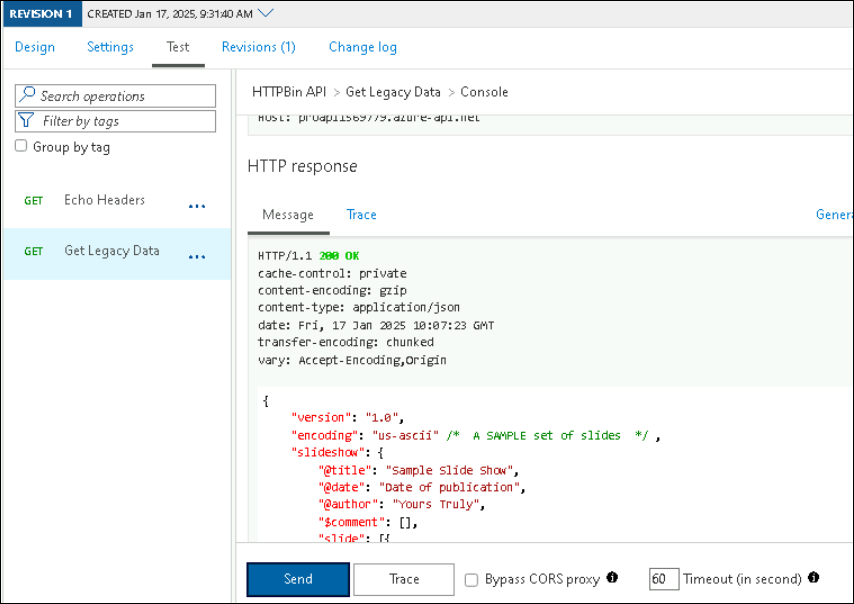 REVISION 1 CREATED Jan 17, 2025, 9:31:40 AM
Design Settings Test Revisions (1) Change log
Search operations
Filter by tags
Group by tag
GET Echo Headers ...
GET Get Legacy Data ...
HTTPBin API > Get Legacy Data > Console
Host: proapi1569779.azure-api.net
HTTP response
Message Trace Genera
HTTP/1.1 200 OK
cache-control: private
content-encoding: gzip
content-type: application/json
date: Fri, 17 Jan 2025 10:07:23 GMT
transfer-encoding: chunked
vary: Accept-Encoding,Origin
{
"version": "1.0",
"encoding": "us-ascii" /* A SAMPLE set of slides */ ,
"slideshow": {
"@title": "Sample Slide Show",
"@date": "Date of publication",
"@author": "Yours Truly",
"$comment": [],
"slide": [{
Send Trace Bypass CORS proxy 60 Timeout (in second)